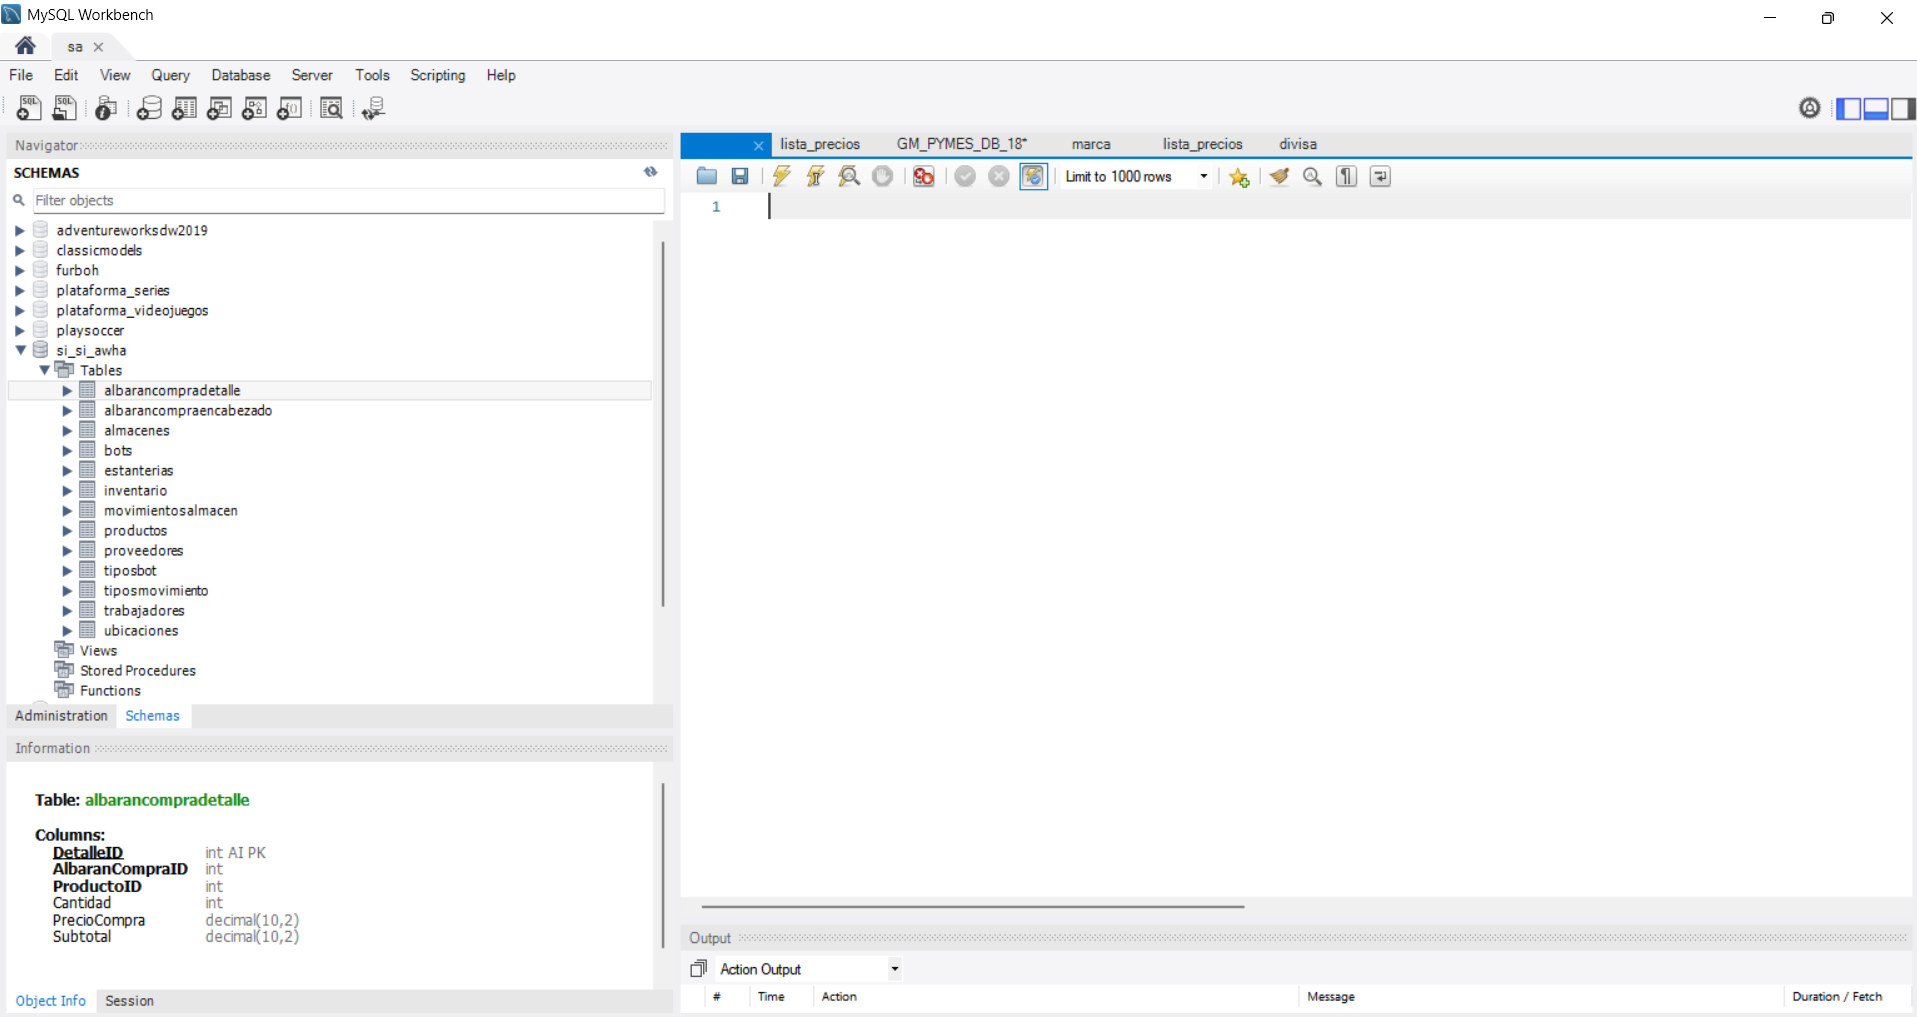 MySQL Workbench
sa
File Edit View Query Database Server Tools Scripting Help
Navigator
SCHEMAS
Filter objects
adventureworksdw2019
classicmodels
furboh
plataforma_series
plataforma_videojuegos
playsoccer
si_si_awha
Tables
albarancompradetalle
albarancompraencabezado
almacenes
bots
estanterias
inventario
movimientosalmacen
productos
proveedores
tiposbot
tiposmovimiento
trabajadores
ubicaciones
Views
Stored Procedures
Functions
Administration Schemas
Information
Table: albarancompradetalle
Columns:
DetalleID int AI PK
AlbaranCompraID int
ProductoID int
Cantidad int
PrecioCompra decimal(10,2)
Subtotal decimal(10,2)
Object Info Session
lista_precios GM_PYMES_DB_18* marca lista_precios divisa
Limit to 1000 rows
1
Output
Action Output
# Time Action Message Duration / Fetch